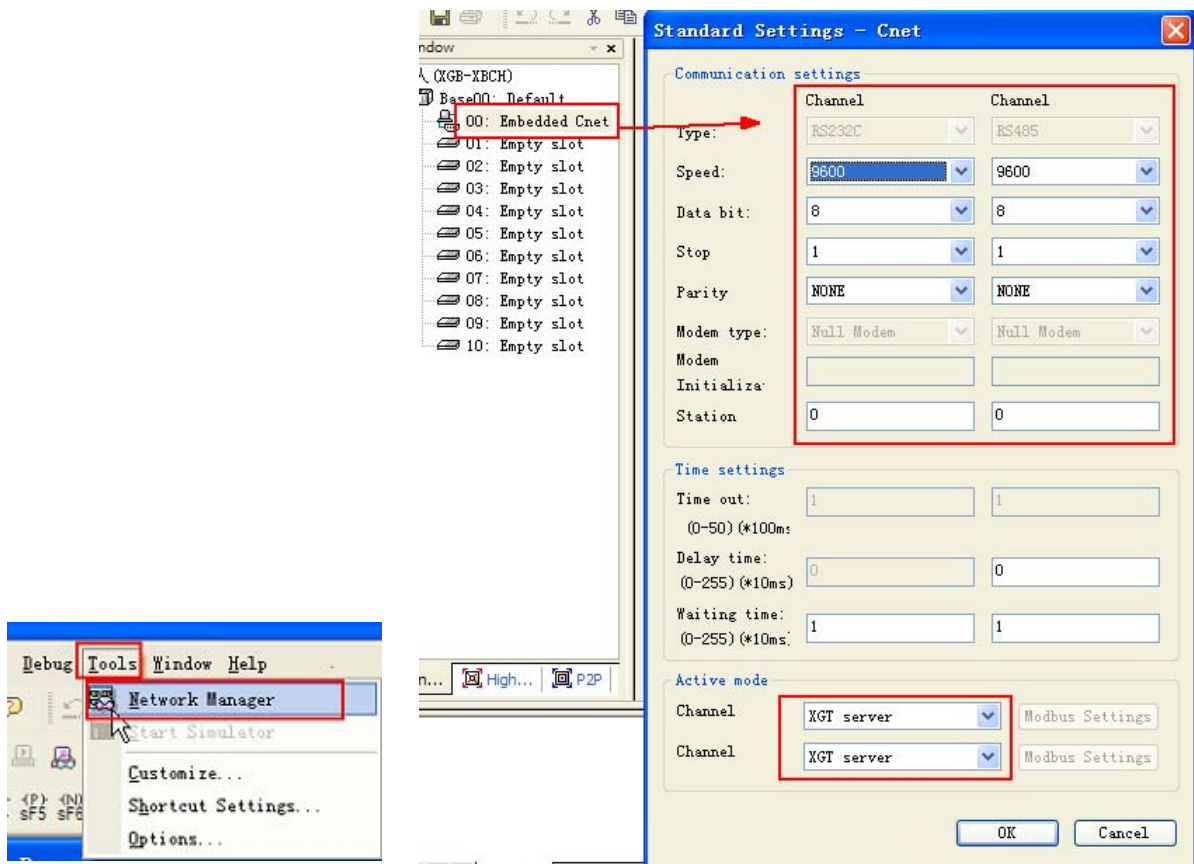 ndow
(XGB-XBCH)
Base00: Default
00: Embedded Cnet
01: Empty slot
02: Empty slot
03: Empty slot
04: Empty slot
05: Empty slot
06: Empty slot
07: Empty slot
08: Empty slot
09: Empty slot
10: Empty slot
n... High... P2P
Standard Settings - Cnet
Communication settings
Channel Channel
Type: RS232C RS485
Speed: 9600 9600
Data bit: 8 8
Stop 1 1
Parity NONE NONE
Modem type: Null Modem Null Modem
Modem
Initializa
Station 0 0
Time settings
Time out: 1 1
(0-50)(*100ms
Delay time: 0 0
(0-255)(*10ms)
Waiting time: 1 1
(0-255)(*10ms)
Active mode
Channel XGT server Modbus Settings
Channel XGT server Modbus Settings
OK Cancel
Debug Tools Window Help
Network Manager
Start Simulator
Customize...
Shortcut Settings...
Options...
{P} {N}
sF5 sF6